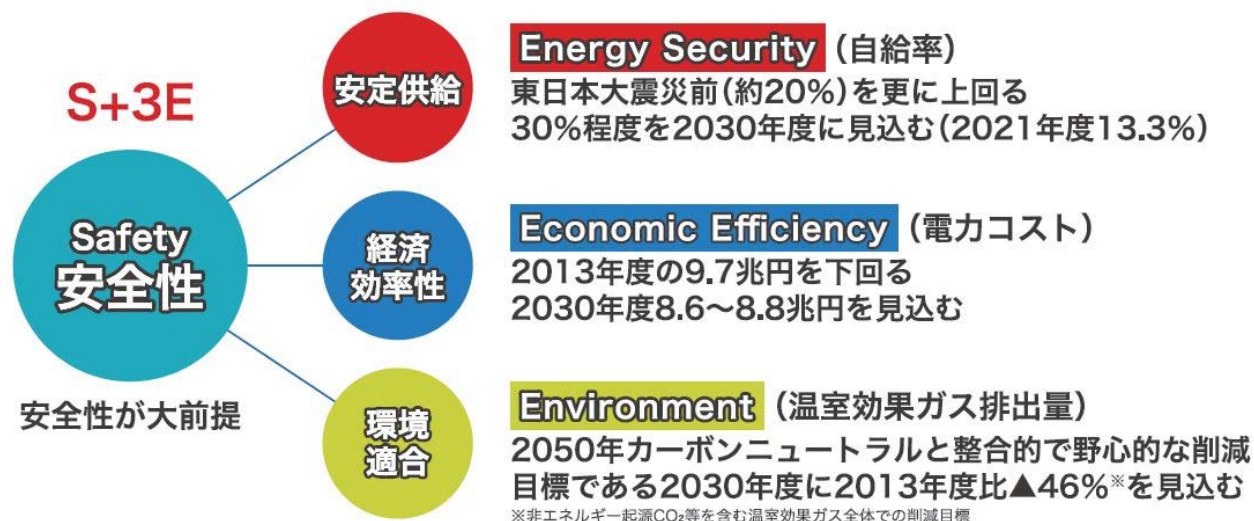 S+3E
Safety
安全性
安全性が大前提
安定供給
Energy Security（自給率）
東日本大震災前（約20%）を更に上回る
30%程度を2030年度に見込む（2021年度13.3%）
経済
効率性
Economic Efficiency（電力コスト）
2013年度の9.7兆円を下回る
2030年度8.6～8.8兆円を見込む
環境
適合
Environment（温室効果ガス排出量）
2050年カーボンニュートラルと整合的で野心的な削減
目標である2030年度に2013年度比▲46%※を見込む
※非エネルギー起源CO₂等を含む温室効果ガス全体での削減目標